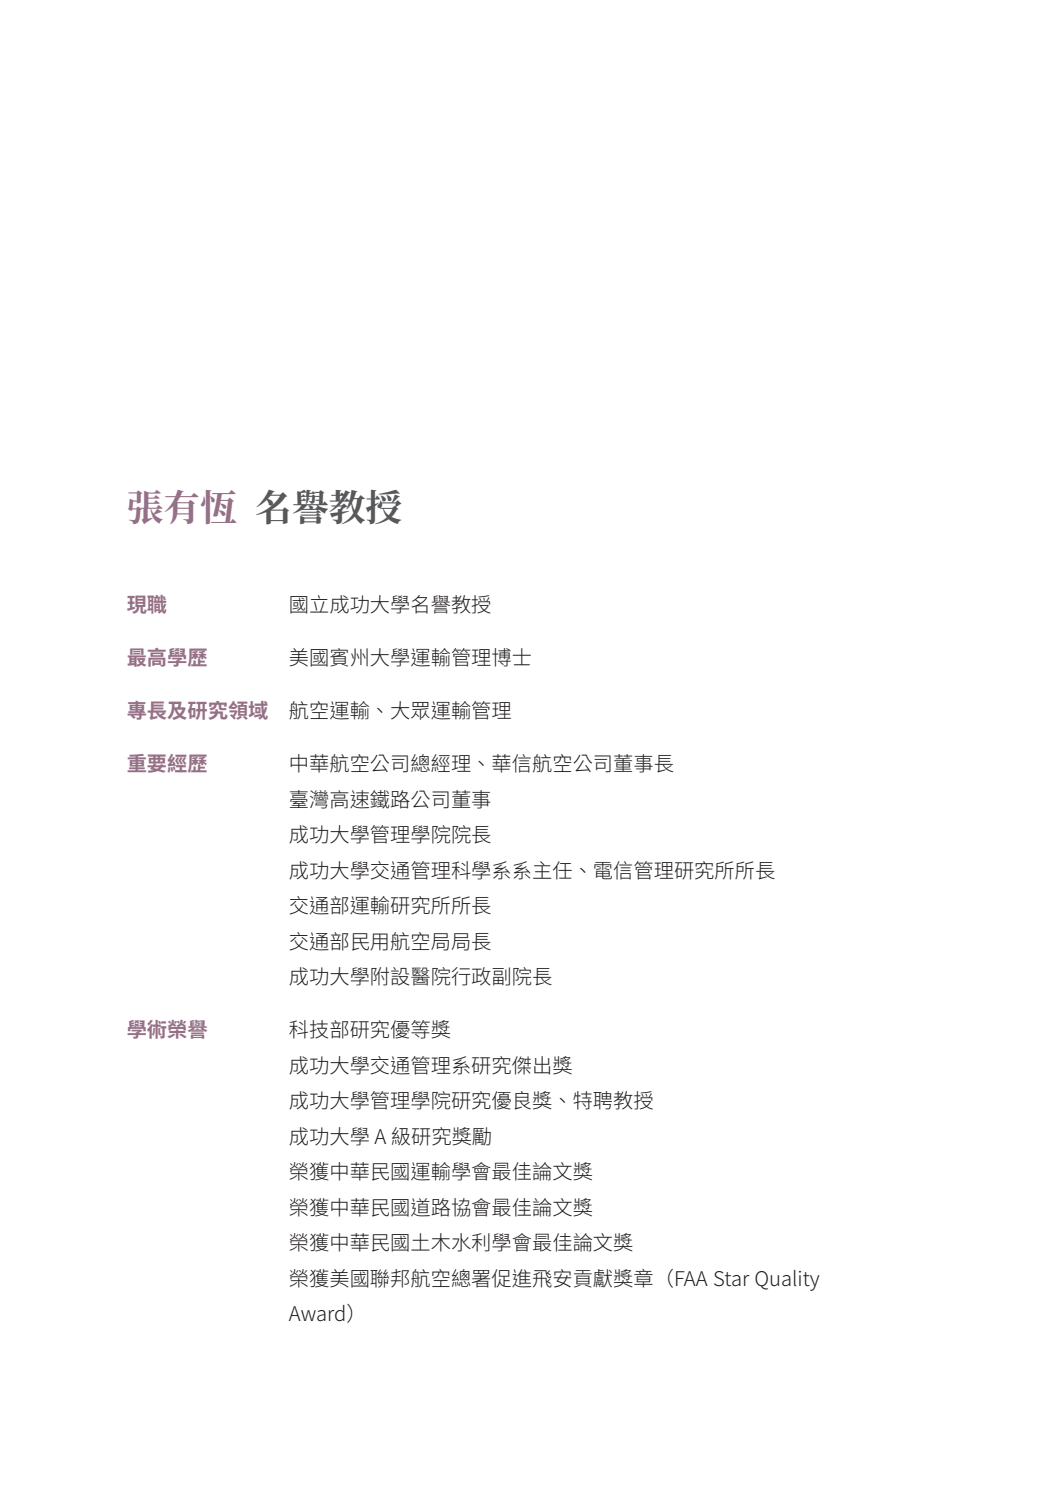 張有恆 名譽教授
現職 國立成功大學名譽教授
最高學歷 美國賓州大學運輸管理博士
專長及研究領域 航空運輸、大眾運輸管理
重要經歷 中華航空公司總經理、華信航空公司董事長
臺灣高速鐵路公司董事
成功大學管理學院院長
成功大學交通管理科學系系主任、電信管理研究所所長
交通部運輸研究所所長
交通部民用航空局局長
成功大學附設醫院行政副院長
學術榮譽 科技部研究優等獎
成功大學交通管理系研究傑出獎
成功大學管理學院研究優良獎、特聘教授
成功大學 A 級研究獎勵
榮獲中華民國運輸學會最佳論文獎
榮獲中華民國道路協會最佳論文獎
榮獲中華民國土木水利學會最佳論文獎
榮獲美國聯邦航空總署促進飛安貢獻獎章（FAA Star Quality
Award）